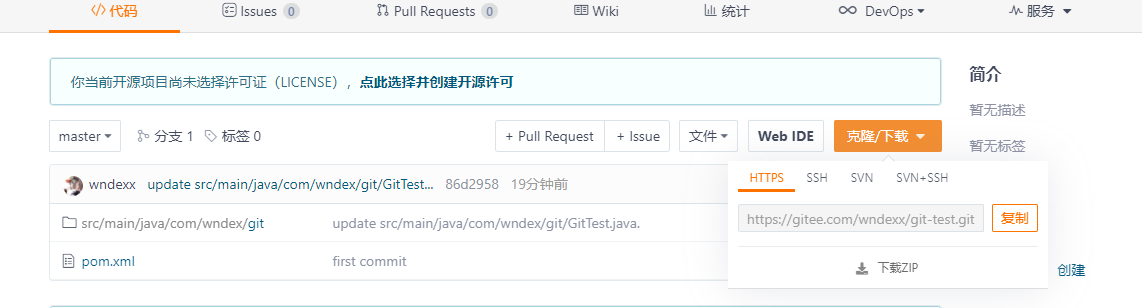 代码 Issues 0 Pull Requests 0 Wiki 统计 DevOps 服务
你当前开源项目尚未选择许可证（LICENSE），点此选择并创建开源许可
简介
暂无描述
master 分支 1 标签 0 + Pull Request + Issue 文件 Web IDE 克隆/下载
暂无标签
HTTPS SSH SVN SVN+SSH
wndexx update src/main/java/com/wndex/git/GitTest... 86d2958 19分钟前
https://gitee.com/wndexx/git-test.git 复制
src/main/java/com/wndex/git update src/main/java/com/wndex/git/GitTest.java.
pom.xml first commit
下载ZIP
创建